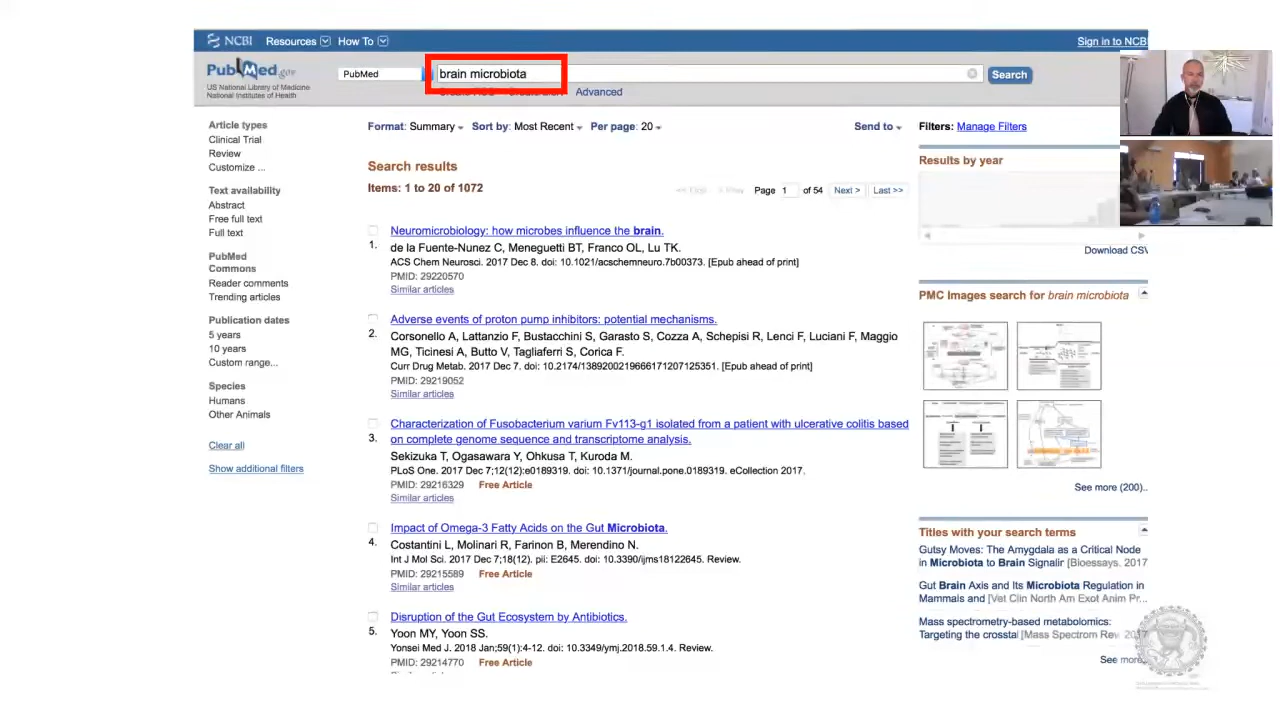 NCBI Resources How To Sign in to NCB
PubMed.gov
US National Library of Medicine
National Institutes of Health
PubMed
brain microbiota
Search
Advanced
Article types
Clinical Trial
Review
Customize ...
Text availability
Abstract
Free full text
Full text
PubMed
Commons
Reader comments
Trending articles
Publication dates
5 years
10 years
Custom range...
Species
Humans
Other Animals
Clear all
Show additional filters
Format: Summary Sort by: Most Recent Per page: 20 Send to
Search results
Items: 1 to 20 of 1072
<< First < Prev Page 1 of 54 Next > Last >>
Neuromicrobiology: how microbes influence the brain.
1. de la Fuente-Nunez C, Meneguetti BT, Franco OL, Lu TK.
ACS Chem Neurosci. 2017 Dec 8. doi: 10.1021/acschemneuro.7b00373. [Epub ahead of print]
PMID: 29220570
Similar articles
Adverse events of proton pump inhibitors: potential mechanisms.
2. Corsonello A, Lattanzio F, Bustacchini S, Garasto S, Cozza A, Schepisi R, Lenci F, Luciani F, Maggio
MG, Ticinesi A, Butto V, Tagliaferri S, Corica F.
Curr Drug Metab. 2017 Dec 7. doi: 10.2174/1389200219666171207125351. [Epub ahead of print]
PMID: 29219052
Similar articles
Characterization of Fusobacterium varium Fv113-g1 isolated from a patient with ulcerative colitis based
3. on complete genome sequence and transcriptome analysis.
Sekizuka T, Ogasawara Y, Ohkusa T, Kuroda M.
PLoS One. 2017 Dec 7;12(12):e0189319. doi: 10.1371/journal.pone.0189319. eCollection 2017.
PMID: 29216329 Free Article
Similar articles
Impact of Omega-3 Fatty Acids on the Gut Microbiota.
4. Costantini L, Molinari R, Farinon B, Merendino N.
Int J Mol Sci. 2017 Dec 7;18(12). pii: E2645. doi: 10.3390/ijms18122645. Review.
PMID: 29215589 Free Article
Similar articles
Disruption of the Gut Ecosystem by Antibiotics.
5. Yoon MY, Yoon SS.
Yonsei Med J. 2018 Jan;59(1):4-12. doi: 10.3349/ymj.2018.59.1.4. Review.
PMID: 29214770 Free Article
Filters: Manage Filters
Results by year
Download CSV
PMC Images search for brain microbiota
See more (200)..
Titles with your search terms
Gutsy Moves: The Amygdala as a Critical Node
in Microbiota to Brain Signalin [Bioessays. 2017
Gut Brain Axis and Its Microbiota Regulation in
Mammals and [Vet Clin North Am Exot Anim Pr...
Mass spectrometry-based metabolomics:
Targeting the crosstal [Mass Spectrom Rev. 2017
See more